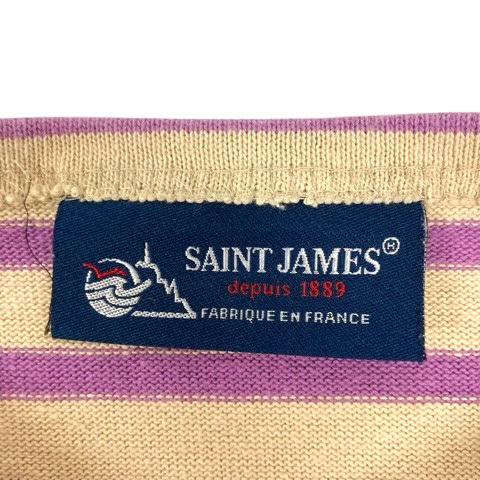 SAINT JAMES®
depuis 1889
FABRIQUE EN FRANCE